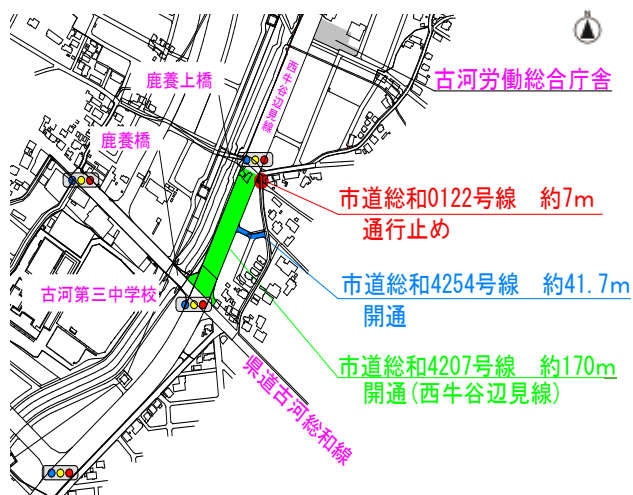 鹿養上橋
西牛谷辺見線
古河労働総合庁舎
鹿養橋
市道総和0122号線 約7m
通行止め
市道総和4254号線 約41.7m
開通
古河第三中学校
市道総和4207号線 約170m
開通(西牛谷辺見線)
県道古河総和線